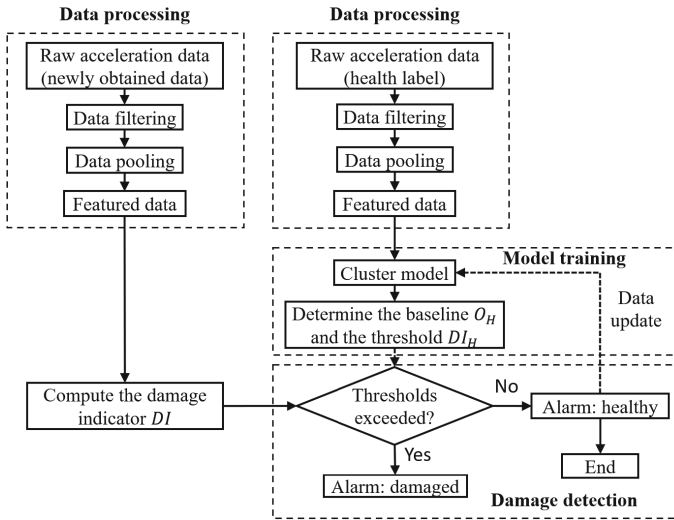 Data processing
Raw acceleration data
(newly obtained data)
Data filtering
Data pooling
Featured data
Data processing
Raw acceleration data
(health label)
Data filtering
Data pooling
Featured data
Model training
Cluster model
Data
update
Determine the baseline O_H
and the threshold DI_H
Compute the damage
indicator DI
Thresholds
exceeded?
No
Alarm: healthy
Yes
End
Alarm: damaged
Damage detection